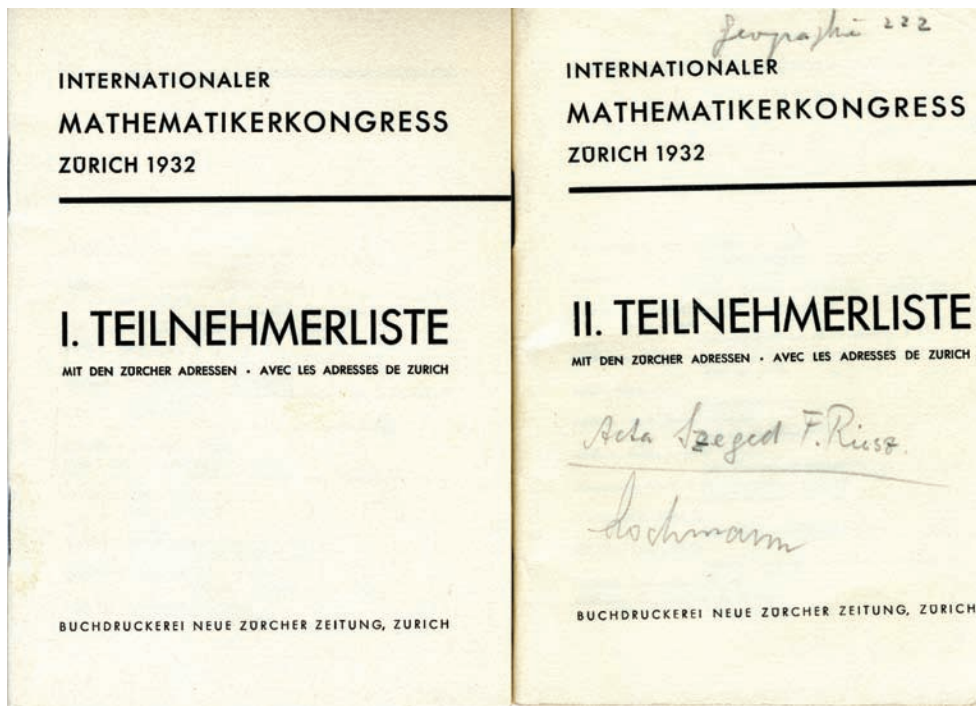 INTERNATIONALER
MATHEMATIKERKONGRESS
ZÜRICH 1932
I. TEILNEHMERLISTE
MIT DEN ZÜRCHER ADRESSEN · AVEC LES ADRESSES DE ZURICH
BUCHDRUCKEREI NEUE ZÜRCHER ZEITUNG, ZÜRICH
Geographie 222
INTERNATIONALER
MATHEMATIKERKONGRESS
ZÜRICH 1932
II. TEILNEHMERLISTE
MIT DEN ZÜRCHER ADRESSEN · AVEC LES ADRESSES DE ZURICH
Acta Szeged F. Riesz.
BUCHDRUCKEREI NEUE ZÜRCHER ZEITUNG, ZÜRICH